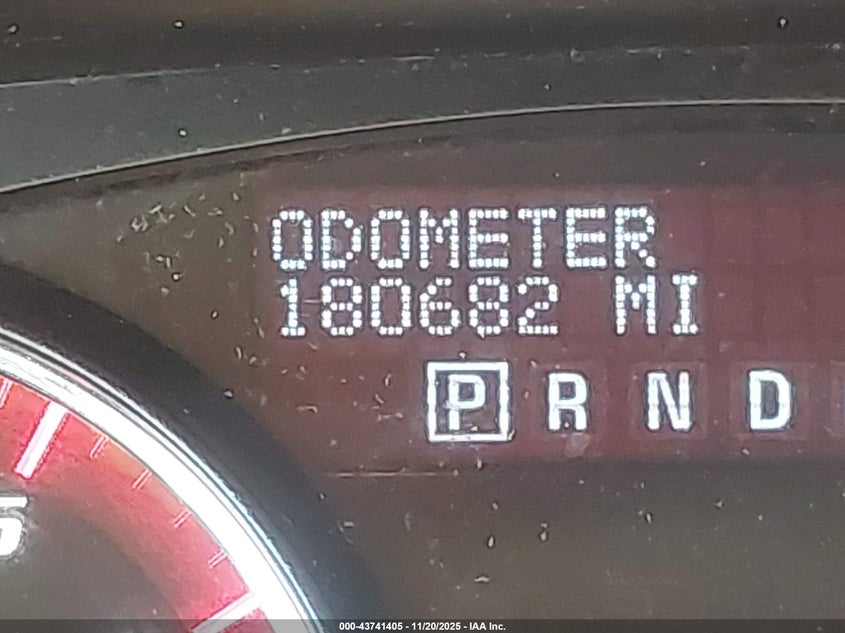 ODOMETER
180682 MI
P R N D
000-43741405 - 11/20/2025 - IAA Inc.